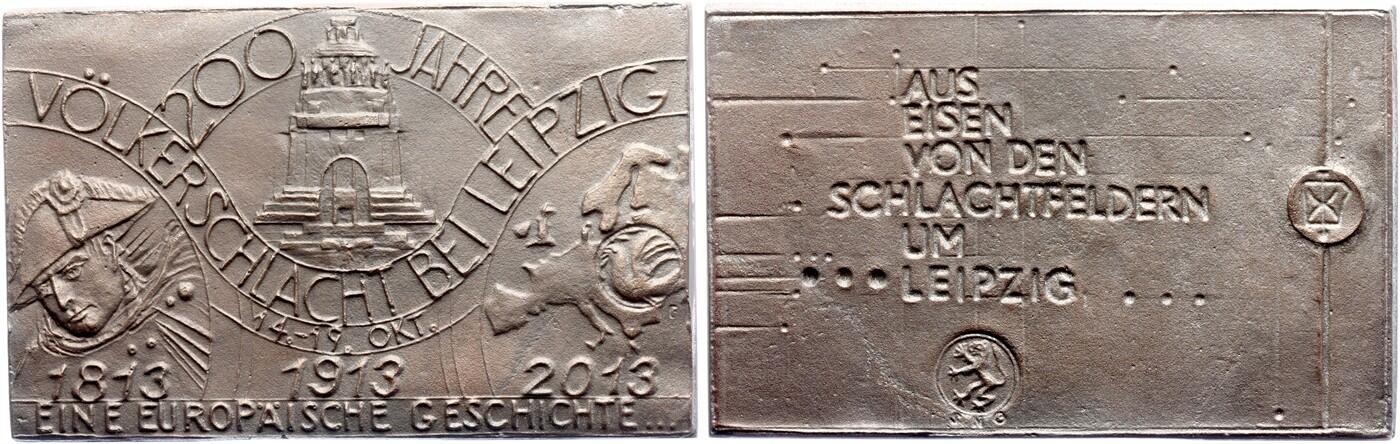 200 JAHRE
VÖLKERSCHLACHT BEI LEIPZIG
14.-19. OKT.
1813 1913 2013
EINE EUROPÄISCHE GESCHICHTE...
AUS
EISEN
VON DEN
SCHLACHTFELDERN
UM
... LEIPZIG ...